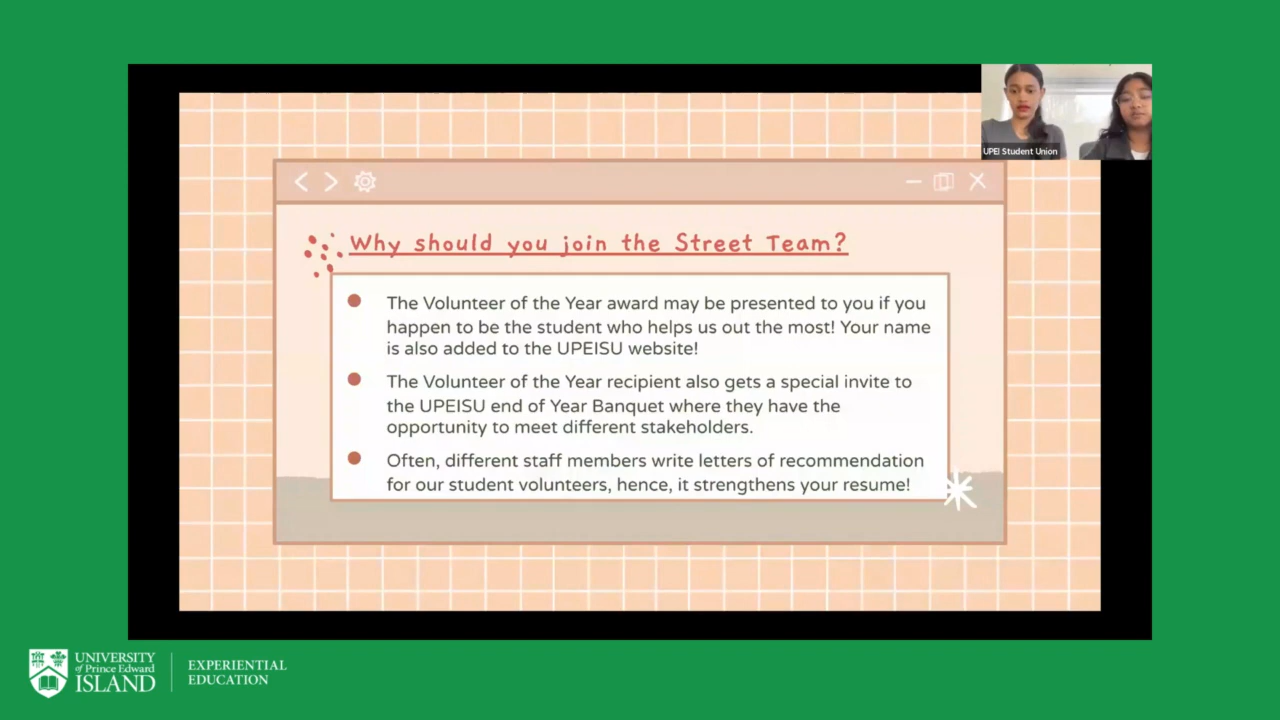 UPEI Student Union
Why should you join the Street Team?
The Volunteer of the Year award may be presented to you if you
happen to be the student who helps us out the most! Your name
is also added to the UPEISU website!
The Volunteer of the Year recipient also gets a special invite to
the UPEISU end of Year Banquet where they have the
opportunity to meet different stakeholders.
Often, different staff members write letters of recommendation
for our student volunteers, hence, it strengthens your resume!
UNIVERSITY
of Prince Edward
ISLAND
EXPERIENTIAL
EDUCATION